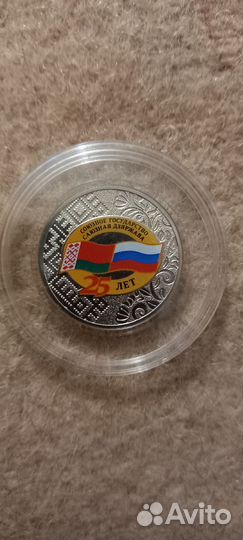 СОЮЗНОЕ ГОСУДАРСТВО
САЮЗНАЯ ДЗЯРЖАВА
25 ЛЕТ
Avito